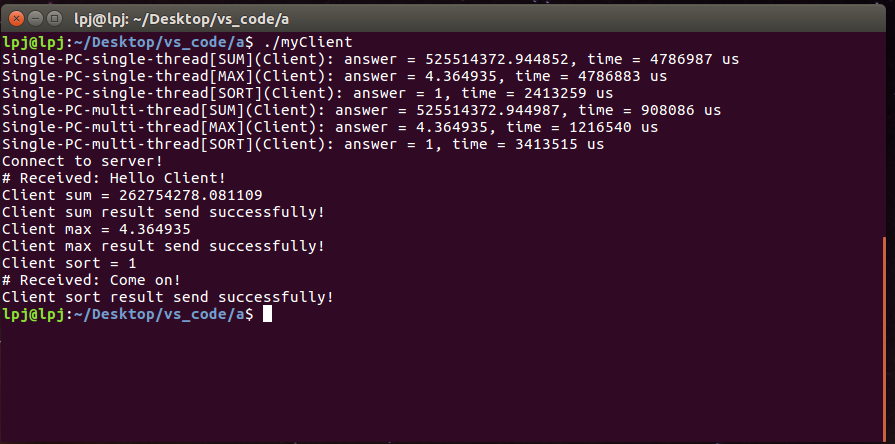 lpj@lpj: ~/Desktop/vs_code/a
lpj@lpj:~/Desktop/vs_code/a$ ./myClient
Single-PC-single-thread[SUM](Client): answer = 525514372.944852, time = 4786987 us
Single-PC-single-thread[MAX](Client): answer = 4.364935, time = 4786883 us
Single-PC-single-thread[SORT](Client): answer = 1, time = 2413259 us
Single-PC-multi-thread[SUM](Client): answer = 525514372.944987, time = 908086 us
Single-PC-multi-thread[MAX](Client): answer = 4.364935, time = 1216540 us
Single-PC-multi-thread[SORT](Client): answer = 1, time = 3413515 us
Connect to server!
# Received: Hello Client!
Client sum = 262754278.081109
Client sum result send successfully!
Client max = 4.364935
Client max result send successfully!
Client sort = 1
# Received: Come on!
Client sort result send successfully!
lpj@lpj:~/Desktop/vs_code/a$